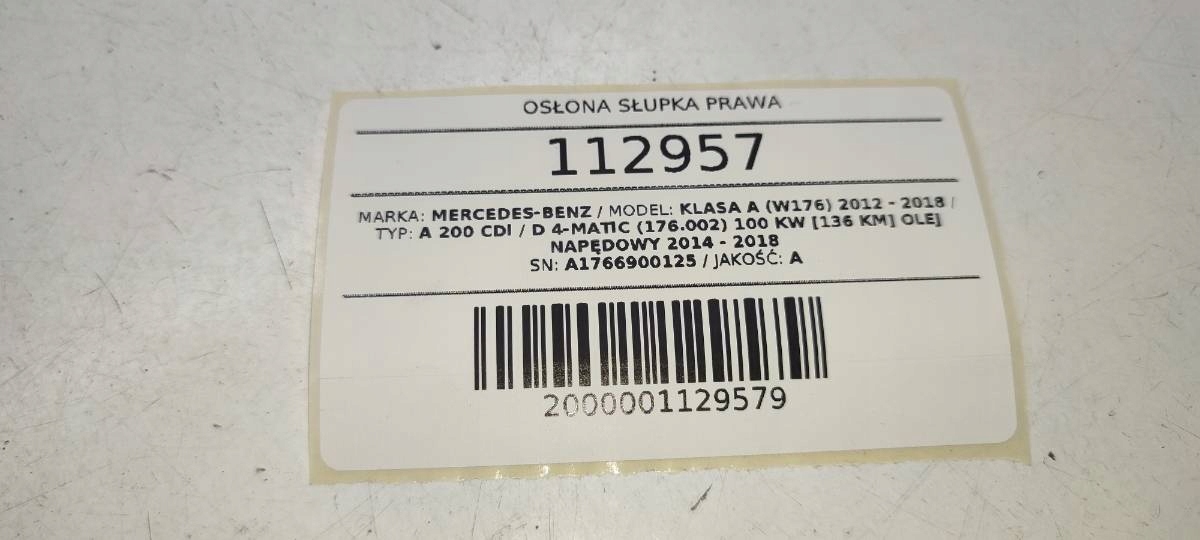 OSŁONA SŁUPKA PRAWA
112957
MARKA: MERCEDES-BENZ / MODEL: KLASA A (W176) 2012 - 2018 /
TYP: A 200 CDI / D 4-MATIC (176.002) 100 KW [136 KM] OLEJ
NAPĘDOWY 2014 - 2018
SN: A1766900125 / JAKOŚĆ: A
2000001129579